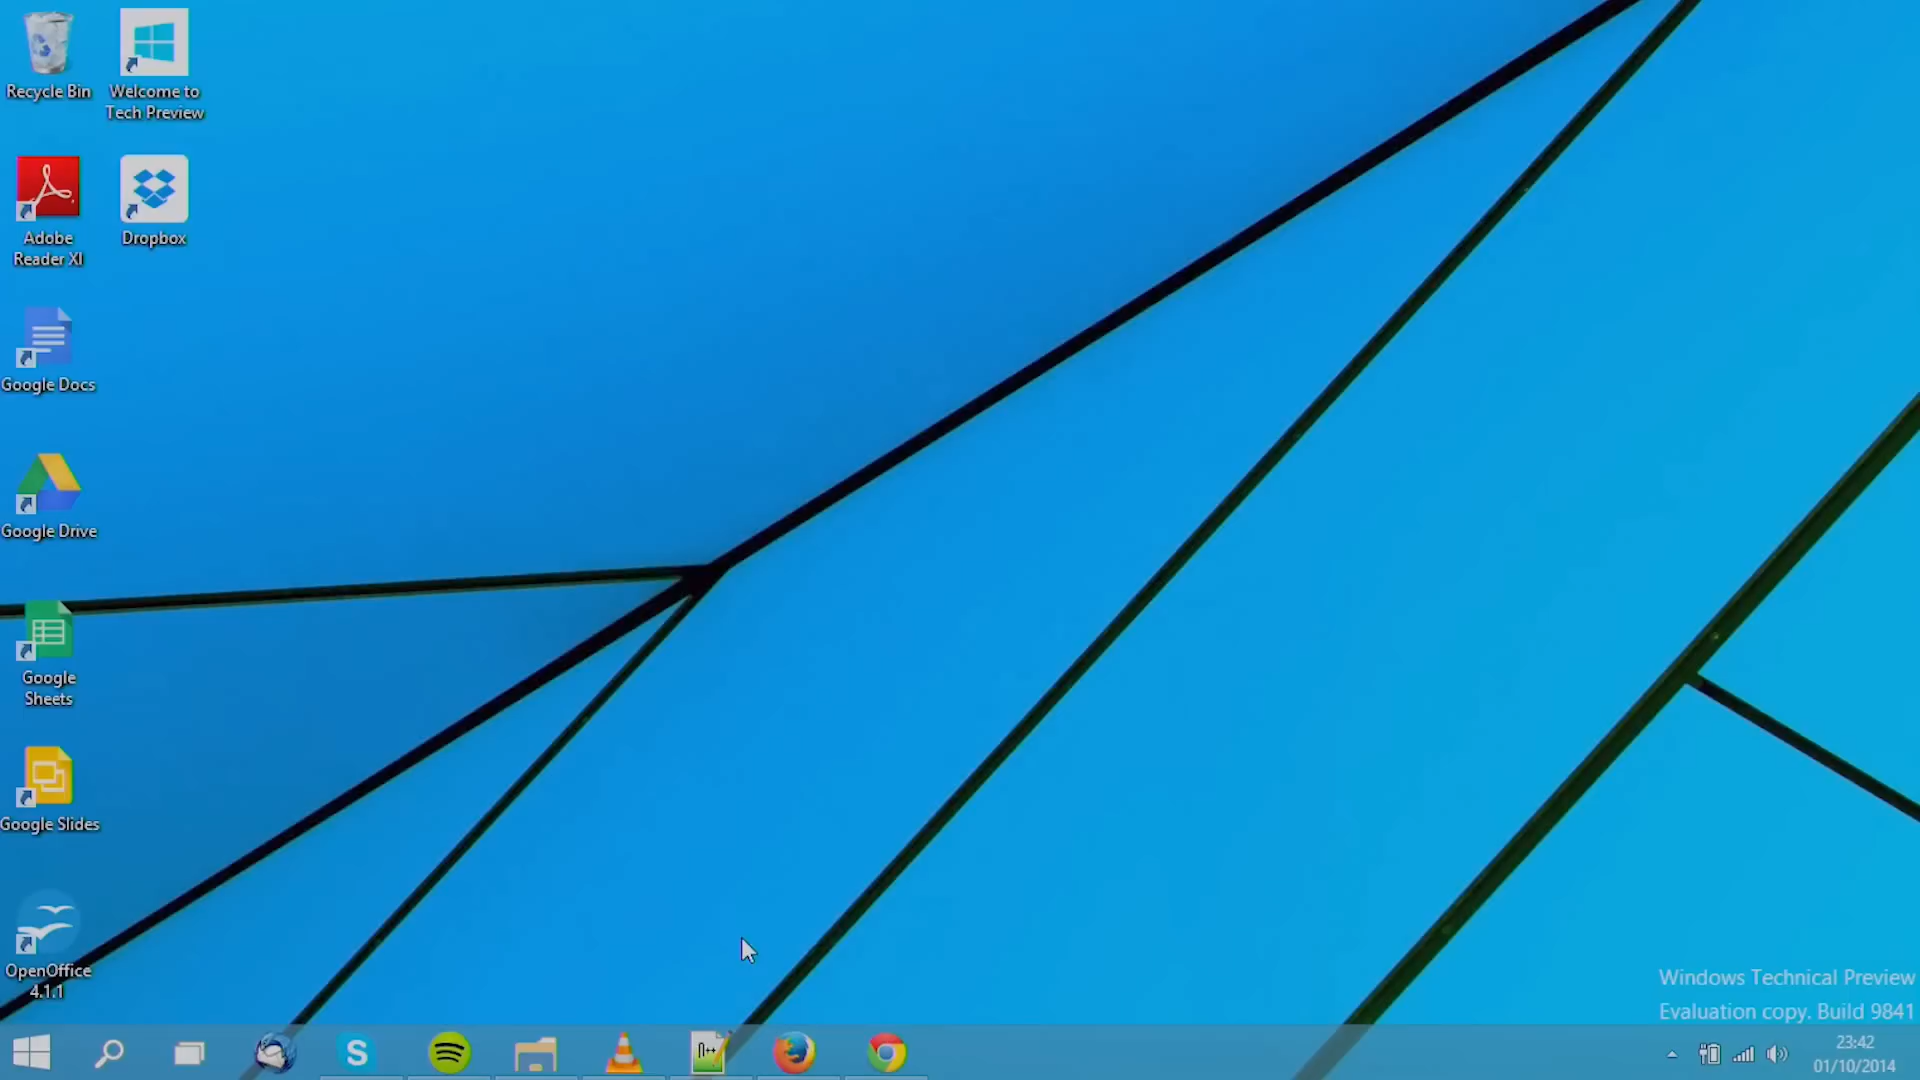 Recycle Bin
Welcome to
Tech Preview
Adobe
Reader XI
Dropbox
Google Docs
Google Drive
Google
Sheets
Google Slides
OpenOffice
4.1.1
Windows Technical Preview
Evaluation copy. Build 9841
S
n++
23:42
01/10/2014